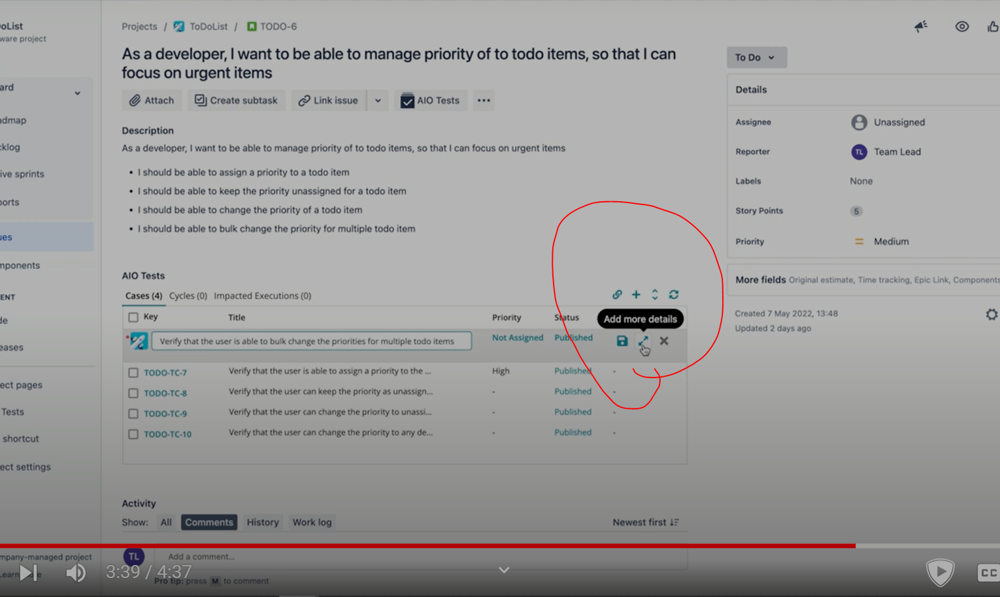 oList
ware project
Projects / ToDoList / TODO-6
As a developer, I want to be able to manage priority of to todo items, so that I can
focus on urgent items
To Do
Attach Create subtask Link issue AIO Tests •••
Details
ard
admap
klog
ive sprints
orts
ues
mponents
ENT
de
eases
ect pages
Tests
shortcut
ect settings
Description
As a developer, I want to be able to manage priority of to todo items, so that I can focus on urgent items
• I should be able to assign a priority to a todo item
• I should be able to keep the priority unassigned for a todo item
• I should be able to change the priority of a todo item
• I should be able to bulk change the priority for multiple todo item
Assignee Unassigned
Reporter TL Team Lead
Labels None
Story Points 5
Priority Medium
More fields Original estimate, Time tracking, Epic Link, Components
Created 7 May 2022, 13:48
Updated 2 days ago
AIO Tests
Cases (4) Cycles (0) Impacted Executions (0)
Add more details
Key Title Priority Status
* Verify that the user is able to bulk change the priorities for multiple todo items Not Assigned Published
TODO-TC-7 Verify that the user is able to assign a priority to the ... High Published -
TODO-TC-8 Verify that the user can keep the priority as unassign... - Published -
TODO-TC-9 Verify that the user can change the priority to unassi... - Published -
TODO-TC-10 Verify that the user can change the priority to any de... - Published -
Activity
Show: All Comments History Work log Newest first
TL Add a comment...
Pro tip: press M to comment
mpany-managed project
3:39 / 4:37
CC